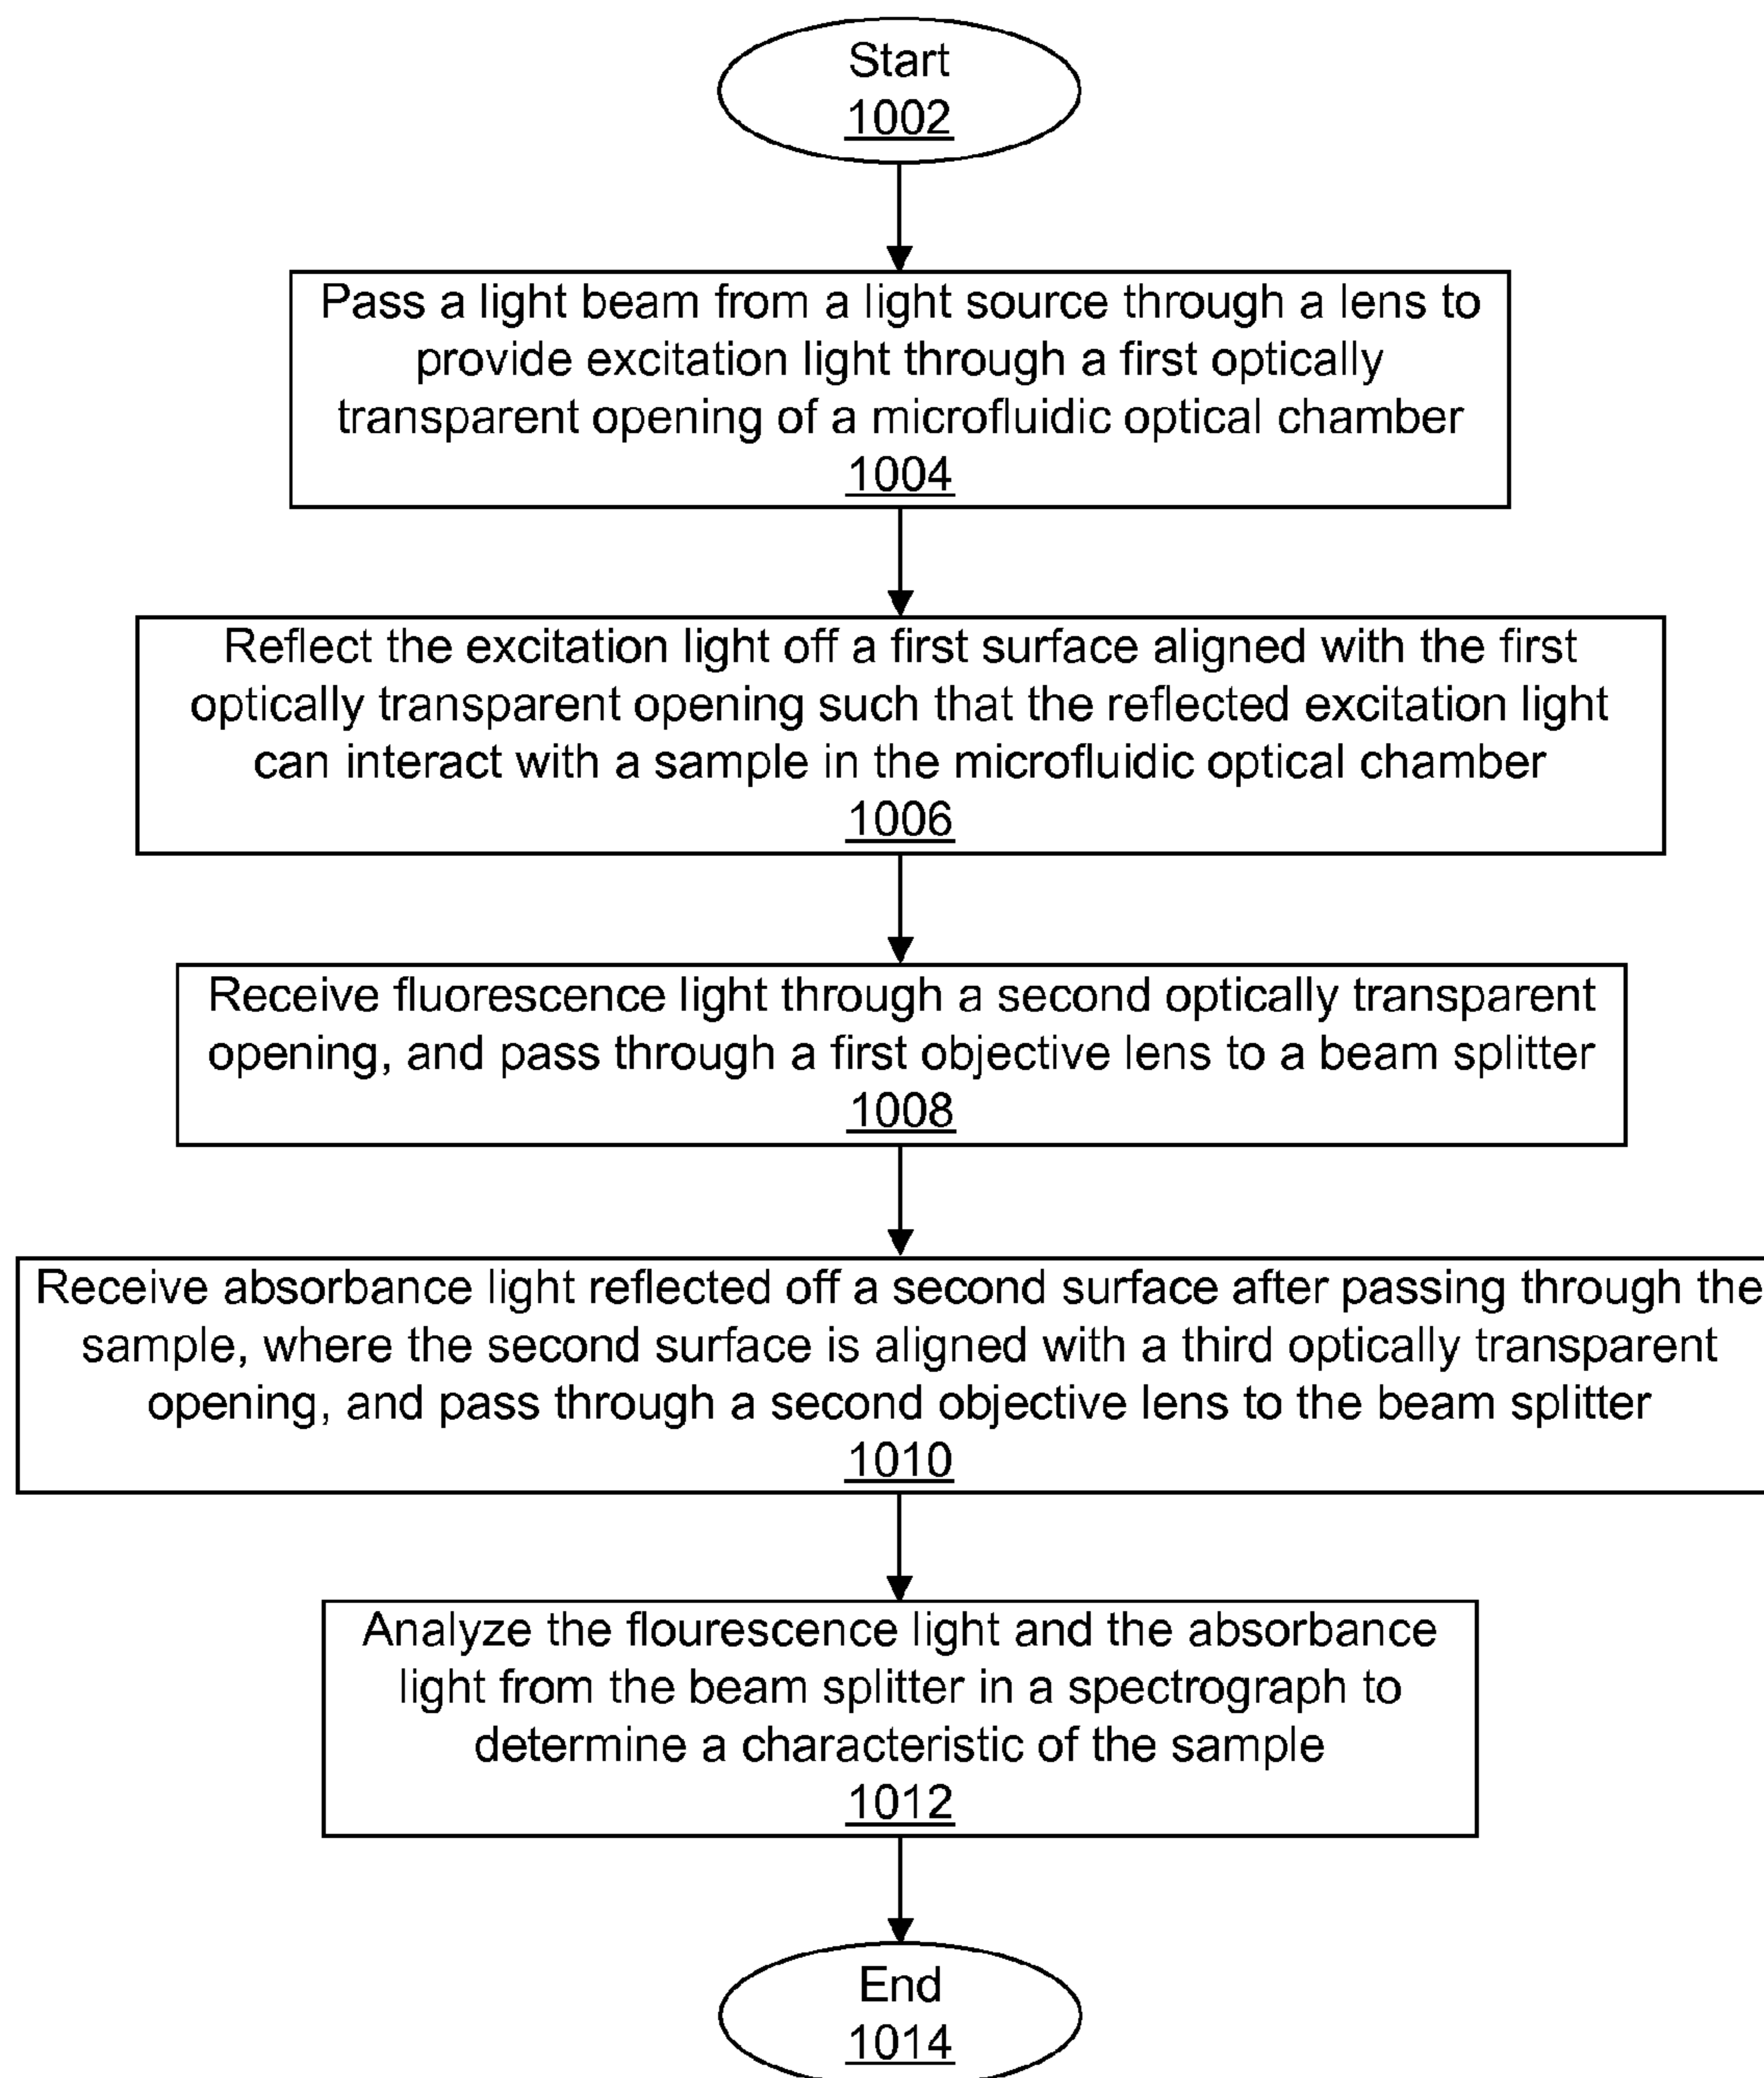 Start
1002
Pass a light beam from a light source through a lens to
provide excitation light through a first optically
transparent opening of a microfluidic optical chamber
1004
Reflect the excitation light off a first surface aligned with the first
optically transparent opening such that the reflected excitation light
can interact with a sample in the microfluidic optical chamber
1006
Receive fluorescence light through a second optically transparent
opening, and pass through a first objective lens to a beam splitter
1008
Receive absorbance light reflected off a second surface after passing through the
sample, where the second surface is aligned with a third optically transparent
opening, and pass through a second objective lens to the beam splitter
1010
Analyze the flourescence light and the absorbance
light from the beam splitter in a spectrograph to
determine a characteristic of the sample
1012
End
1014